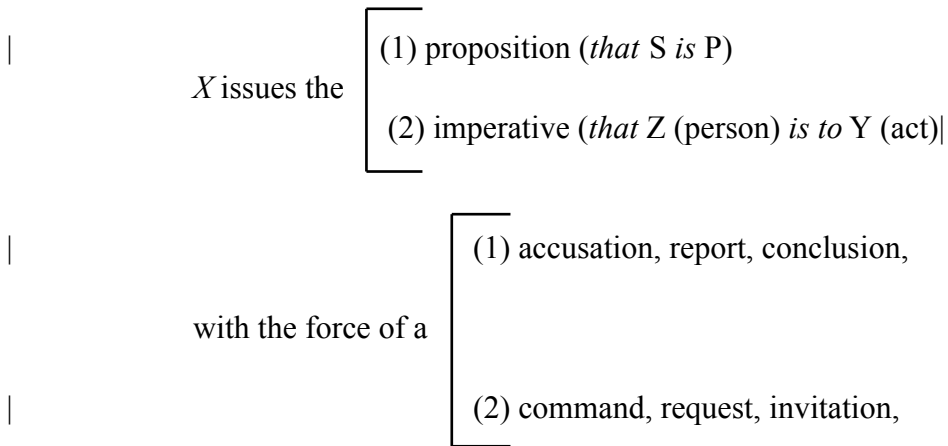 (1) proposition (that S is P)
X issues the
(2) imperative (that Z (person) is to Y (act)|
(1) accusation, report, conclusion,
with the force of a
(2) command, request, invitation,